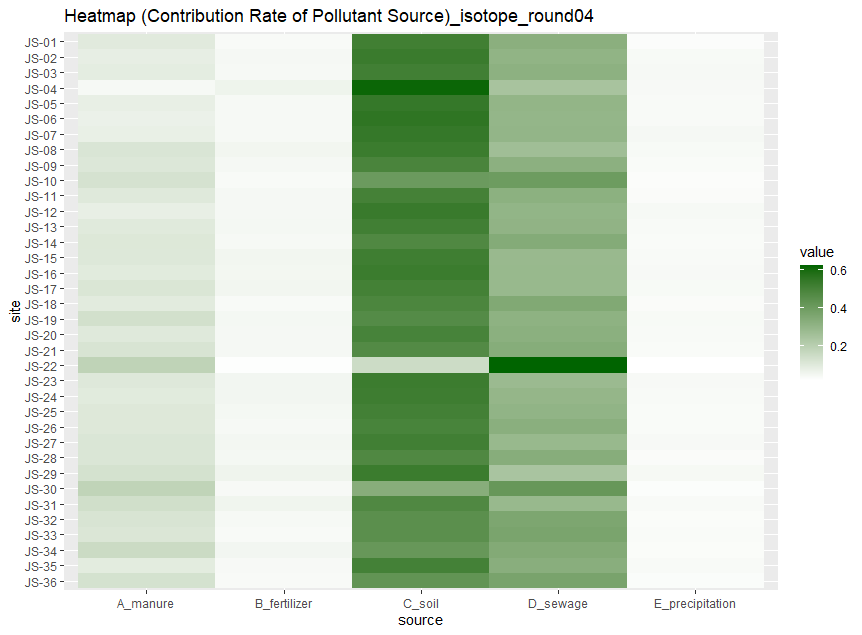 Heatmap (Contribution Rate of Pollutant Source)_isotope_round04
JS-01
JS-02
JS-03
JS-04
JS-05
JS-06
JS-07
JS-08
JS-09
JS-10
JS-11
JS-12
JS-13
JS-14
JS-15
JS-16
JS-17
JS-18
JS-19
JS-20
JS-21
JS-22
JS-23
JS-24
JS-25
JS-26
JS-27
JS-28
JS-29
JS-30
JS-31
JS-32
JS-33
JS-34
JS-35
JS-36
site
A_manure B_fertilizer C_soil D_sewage E_precipitation
source
value
0.6
0.4
0.2